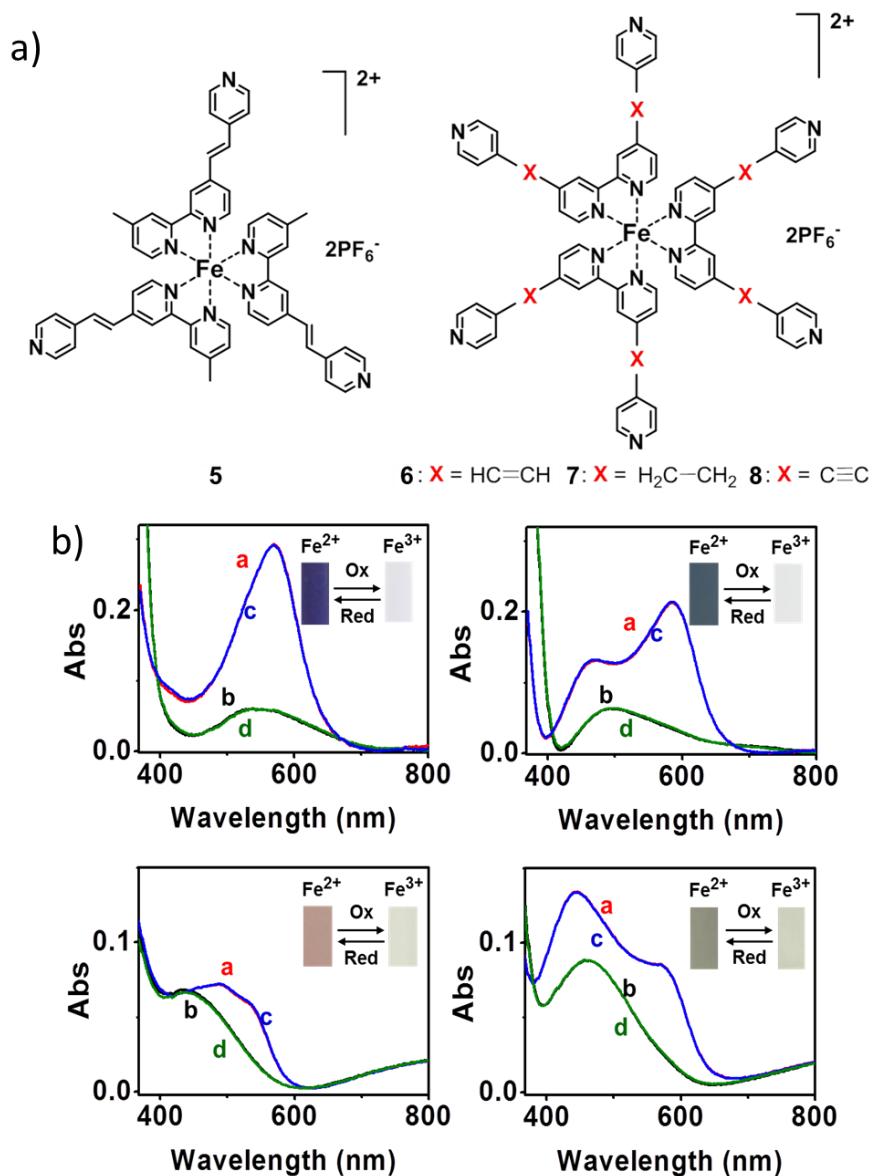 a)
2+
2+
N
N
N
N
X
N
X
X
N
N
N
N
N
N
N
N
N
N
N
N
Fe
Fe
2PF6-
2PF6-
X
X
N
N
N
N
X
N
5
6: X = HC=CH 7: X = H2C-CH2 8: X = C≡C
b)
Fe2+ Fe3+
Ox
Red
a
c
b
d
0.2
0.0
Abs
400 600 800
Wavelength (nm)
Fe2+ Fe3+
Ox
Red
a
c
b
d
0.2
0.0
Abs
400 600 800
Wavelength (nm)
Fe2+ Fe3+
Ox
Red
a
c
b
d
0.1
0.0
Abs
400 600 800
Wavelength (nm)
Fe2+ Fe3+
Ox
Red
a
c
b
d
0.1
0.0
Abs
400 600 800
Wavelength (nm)